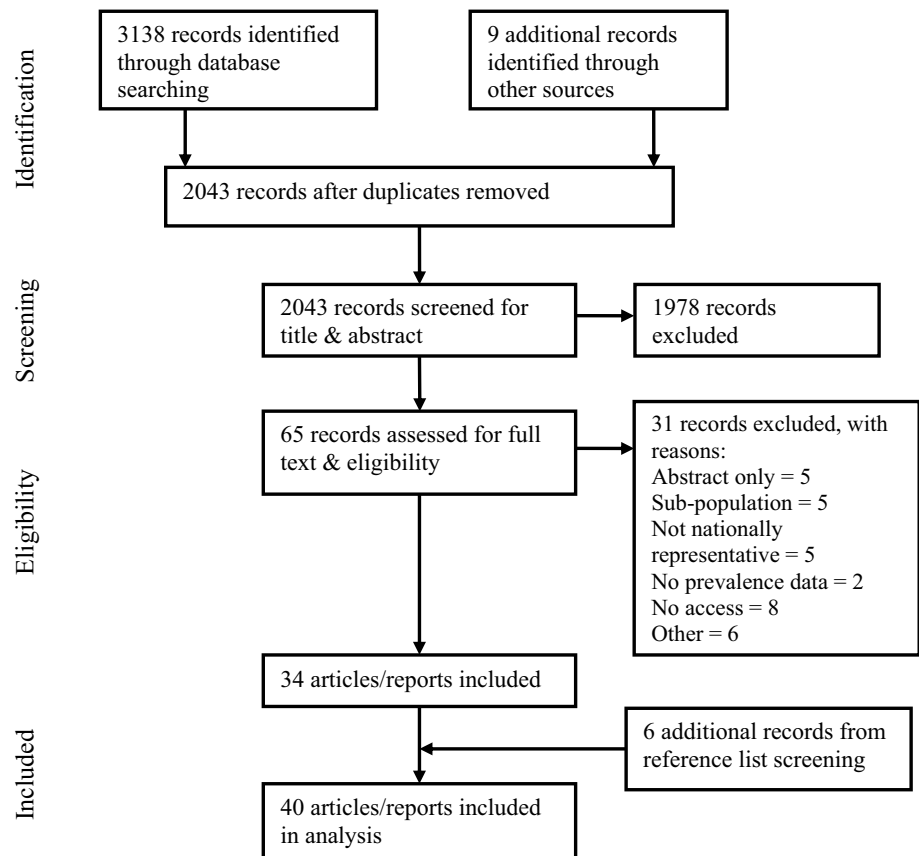 Identification
3138 records identified
through database
searching
9 additional records
identified through
other sources
2043 records after duplicates removed
Screening
2043 records screened for
title & abstract
1978 records
excluded
Eligibility
65 records assessed for full
text & eligibility
31 records excluded, with
reasons:
Abstract only = 5
Sub-population = 5
Not nationally
representative = 5
No prevalence data = 2
No access = 8
Other = 6
Included
34 articles/reports included
6 additional records from
reference list screening
40 articles/reports included
in analysis